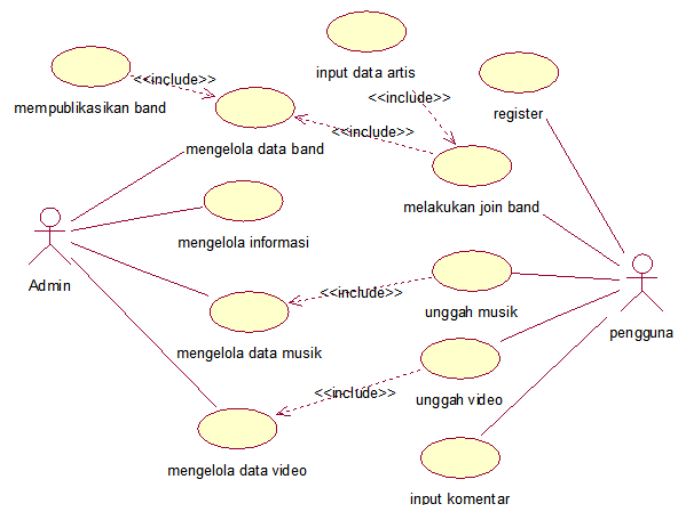 <<include>>
input data artis
mempublikasikan band
<<include>>
register
<<include>>
mengelola data band
melakukan join band
mengelola informasi
Admin
<<include>>
unggah musik
pengguna
mengelola data musik
<<include>>
unggah video
mengelola data video
input komentar